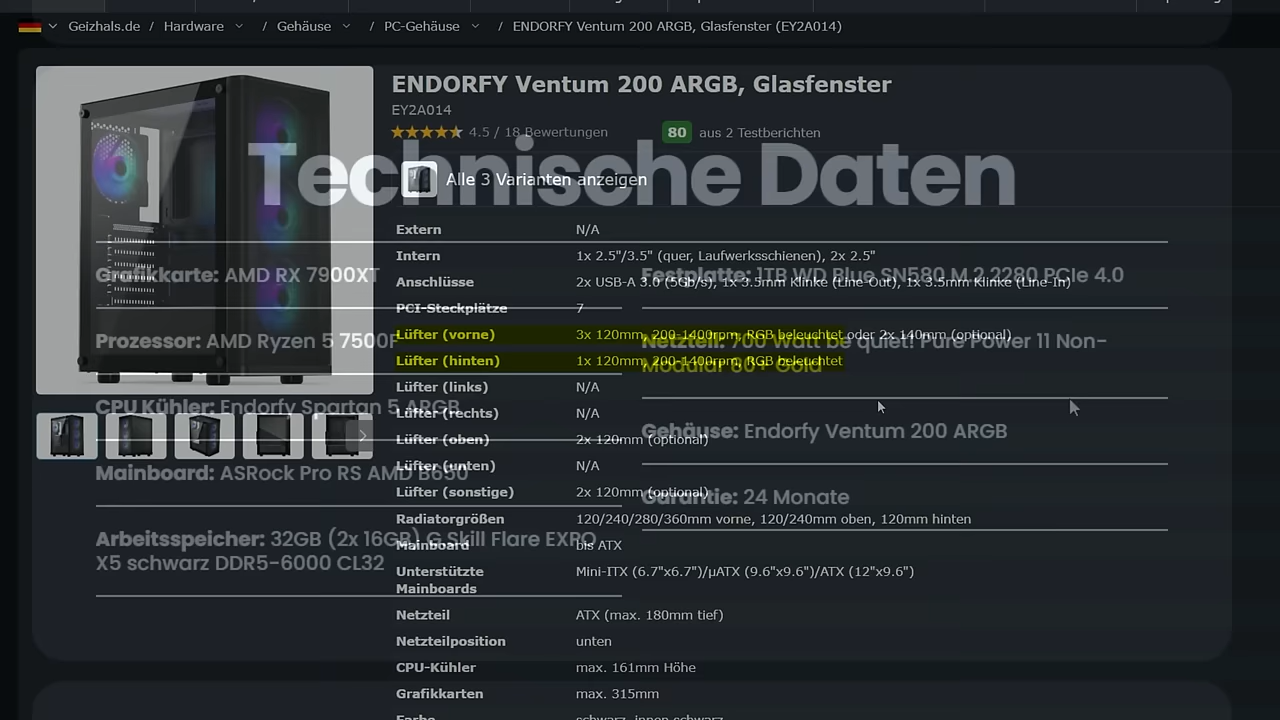 Geizhals.de / Hardware / Gehäuse / PC-Gehäuse / ENDORFY Ventum 200 ARGB, Glasfenster (EY2A014)
ENDORFY Ventum 200 ARGB, Glasfenster
EY2A014
4.5 / 18 Bewertungen 80 aus 2 Testberichten
Technische Daten
Alle 3 Varianten anzeigen
Extern N/A
Intern 1x 2.5"/3.5" (quer, Laufwerksschienen), 2x 2.5"
Anschlüsse 2x USB-A 3.0 (5Gb/s), 1x 3.5mm Klinke (Line-Out), 1x 3.5mm Klinke (Line-In)
PCI-Steckplätze 7
Lüfter (vorne) 3x 120mm, 200-1400rpm, RGB beleuchtet oder 2x 140mm (optional)
Lüfter (hinten) 1x 120mm, 200-1400rpm, RGB beleuchtet
Lüfter (links) N/A
Lüfter (rechts) N/A
Lüfter (oben) 2x 120mm (optional)
Lüfter (unten) N/A
Lüfter (sonstige) 2x 120mm (optional)
Radiatorgrößen 120/240/280/360mm vorne, 120/240mm oben, 120mm hinten
Mainboard bis ATX
Unterstützte Mini-ITX (6.7"x6.7")/µATX (9.6"x9.6")/ATX (12"x9.6")
Mainboards
Netzteil ATX (max. 180mm tief)
Netzteilposition unten
CPU-Kühler max. 161mm Höhe
Grafikkarten max. 315mm
Farbe schwarz, innen schwarz
Grafikkarte: AMD RX 7900XT
Prozessor: AMD Ryzen 5 7500F
CPU Kühler: Endorfy Spartan 5 ARGB
Mainboard: ASRock Pro RS AMD B650
Arbeitsspeicher: 32GB (2x 16GB) G.Skill Flare EXPO
X5 schwarz DDR5-6000 CL32
Festplatte: 1TB WD Blue SN580 M.2 2280 PCIe 4.0
Netzteil: 700 Watt be quiet! Pure Power 11 Non-
Modular 80+ Gold
Gehäuse: Endorfy Ventum 200 ARGB
Garantie: 24 Monate